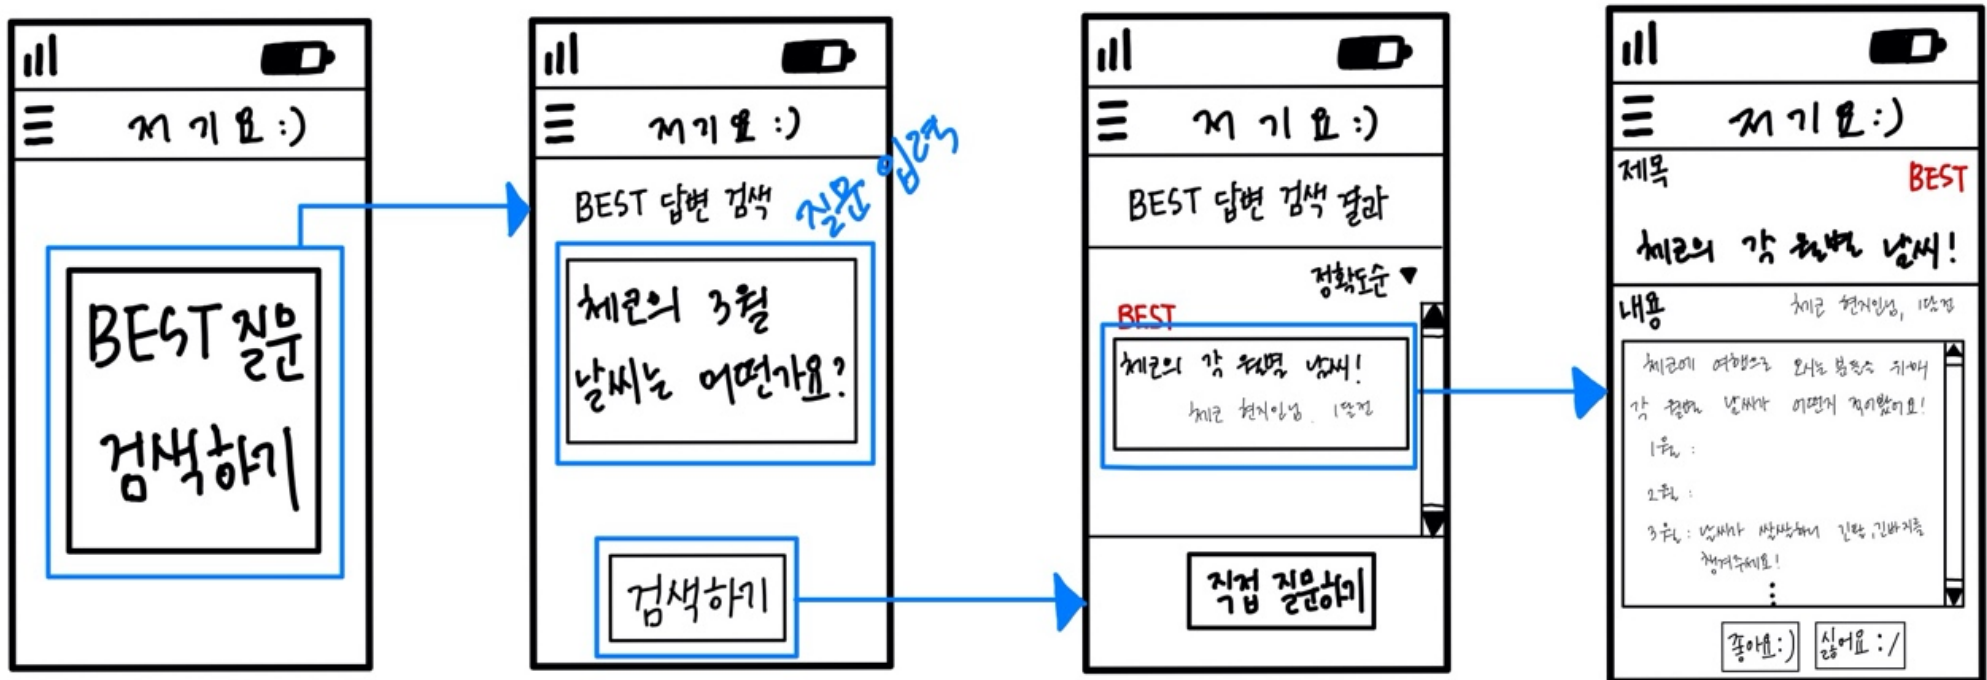 저기요:)
BEST 질문
검색하기
저기요:)
BEST 답변 검색
질문 입력
체코의 3월
날씨는 어떤가요?
검색하기
저기요:)
BEST 답변 검색 결과
정확도순 ▼
BEST
체코의 각 월별 날씨!
체코 현지인님, 1달전
직접 질문하기
저기요:)
제목
BEST
체코의 각 월별 날씨!
내용
체코 현지인님, 1달전
체코에 여행으로 오시는 분들을 위해
각 월별 날씨가 어떤지 적어봤어요!
1월 :
2월 :
3월 : 날씨가 쌀쌀하니 긴팔, 긴바지를
챙겨주세요!
좋아요:)
싫어요:/